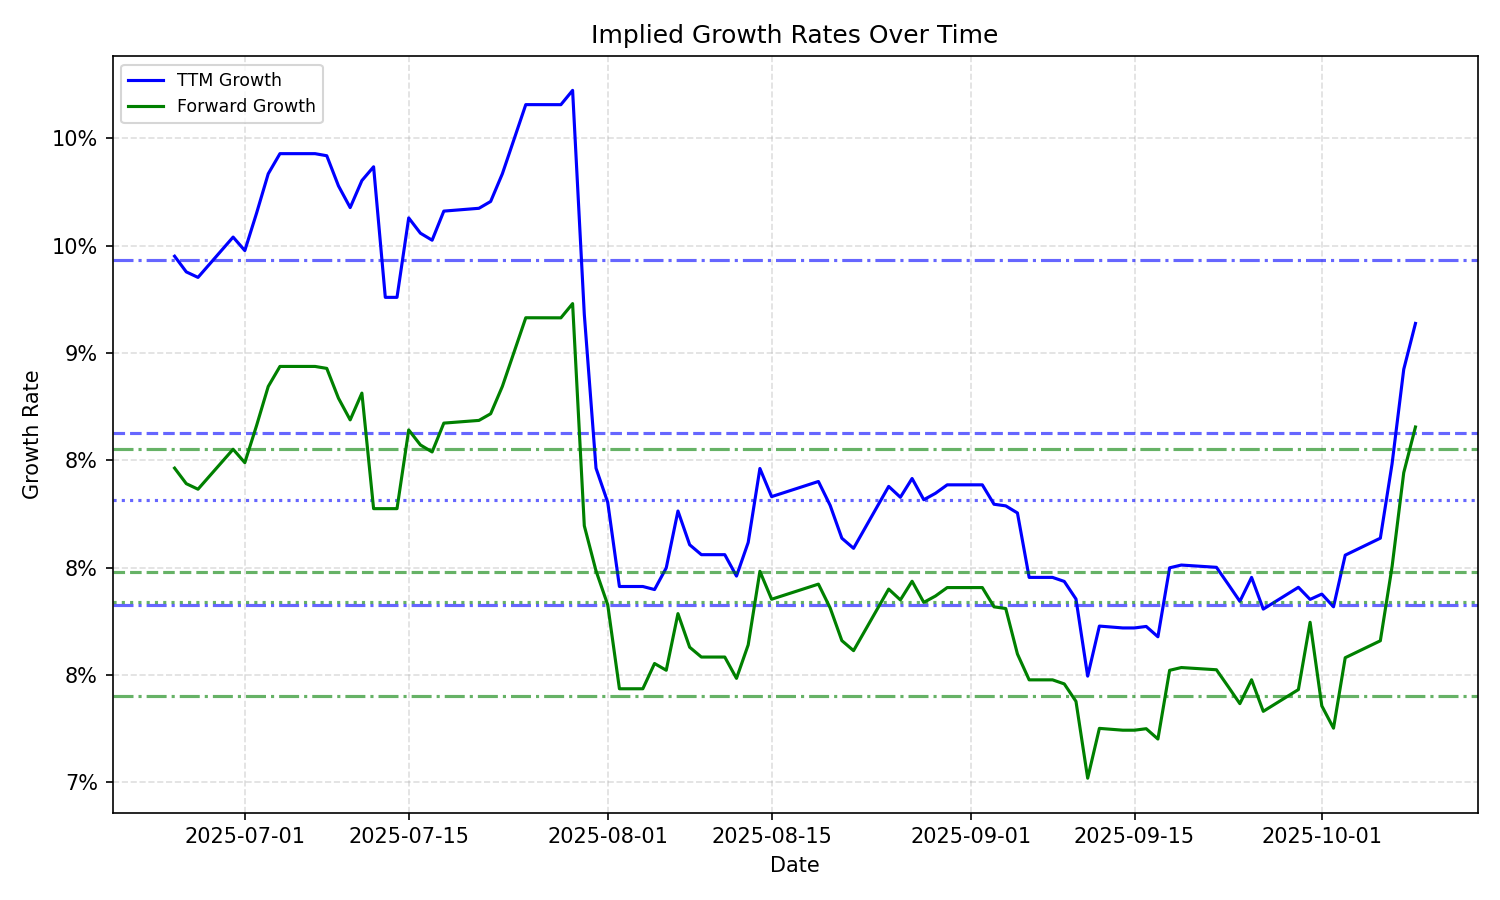 Implied Growth Rates Over Time
TTM Growth
Forward Growth
10%
10%
9%
8%
8%
8%
7%
Growth Rate
2025-07-01
2025-07-15
2025-08-01
2025-08-15
2025-09-01
2025-09-15
2025-10-01
Date